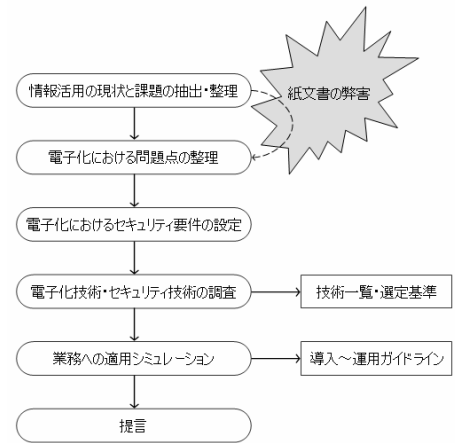 情報活用の現状と課題の抽出・整理
紙文書の弊害
電子化における問題点の整理
電子化におけるセキュリティ要件の設定
電子化技術・セキュリティ技術の調査
技術一覧・選定基準
業務への適用シミュレーション
導入～運用ガイドライン
提言